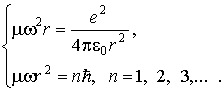 μω²r = e² / 4πε₀r² ,
μωr² = nħ, n = 1, 2, 3,... .